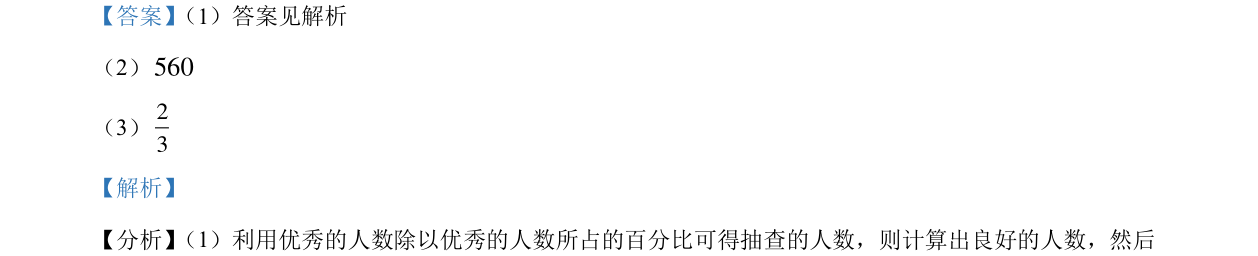 【答案】（1）答案见解析
（2）560
（3）2/3
【解析】
【分析】（1）利用优秀的人数除以优秀的人数所占的百分比可得抽查的人数，则计算出良好的人数，然后